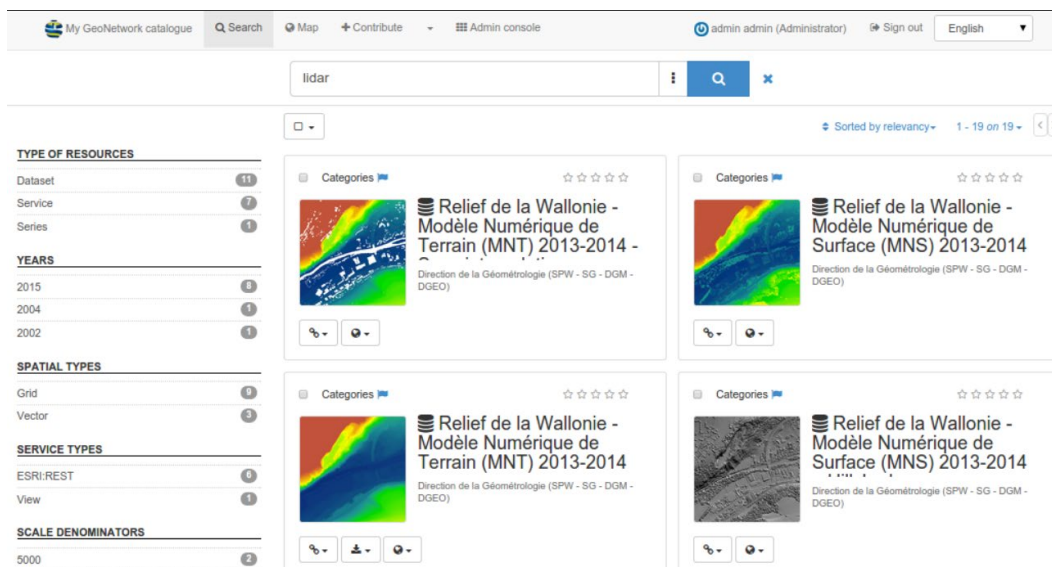 My GeoNetwork catalogue Search Map Contribute Admin console admin admin (Administrator) Sign out English
lidar
Sorted by relevancy 1 - 19 on 19
TYPE OF RESOURCES
Dataset 11
Service 7
Series 1
YEARS
2015 8
2004 1
2002 1
SPATIAL TYPES
Grid 9
Vector 3
SERVICE TYPES
ESRI:REST 6
View 1
SCALE DENOMINATORS
5000 2
Categories
Relief de la Wallonie -
Modèle Numérique de
Terrain (MNT) 2013-2014 -
Direction de la Géométrologie (SPW - SG - DGM -
DGEO)
Categories
Relief de la Wallonie -
Modèle Numérique de
Surface (MNS) 2013-2014
Direction de la Géométrologie (SPW - SG - DGM -
DGEO)
Categories
Relief de la Wallonie -
Modèle Numérique de
Terrain (MNT) 2013-2014
Direction de la Géométrologie (SPW - SG - DGM -
DGEO)
Categories
Relief de la Wallonie -
Modèle Numérique de
Surface (MNS) 2013-2014
Direction de la Géométrologie (SPW - SG - DGM -
DGEO)